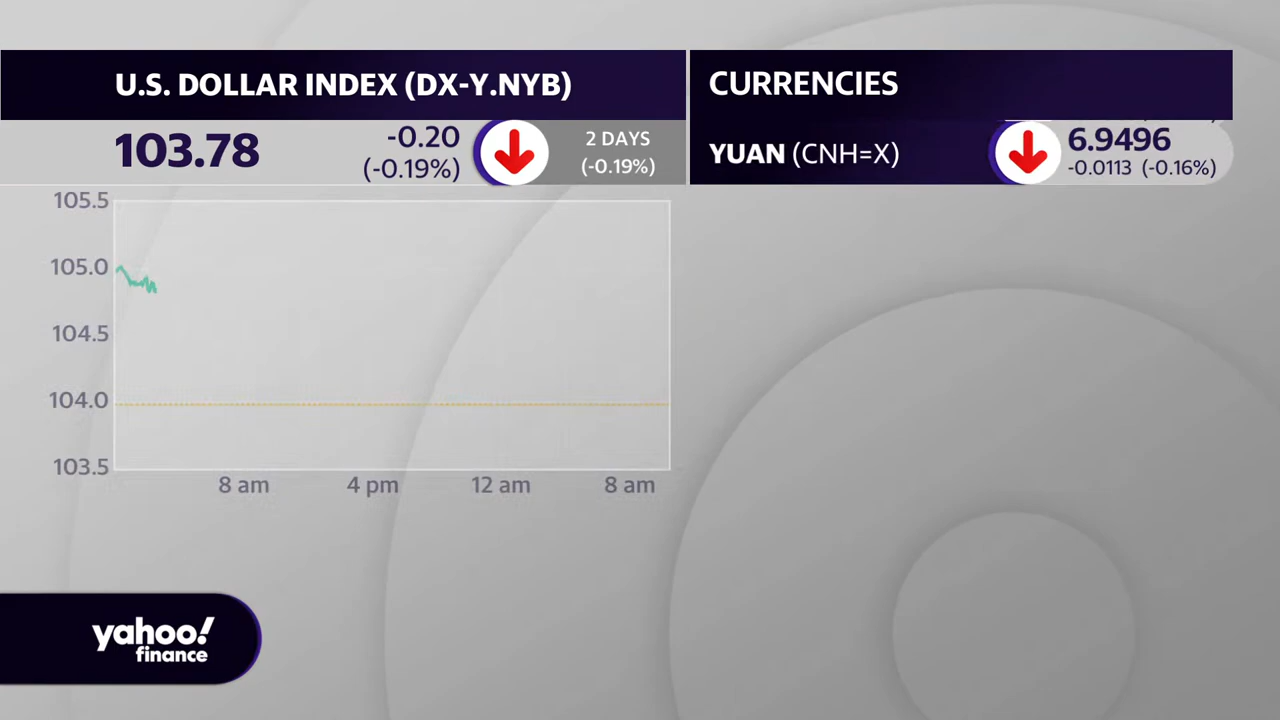 U.S. DOLLAR INDEX (DX-Y.NYB)
103.78
-0.20
(-0.19%)
2 DAYS
(-0.19%)
CURRENCIES
YUAN (CNH=X)
6.9496
-0.0113 (-0.16%)
105.5
105.0
104.5
104.0
103.5
8 am
4 pm
12 am
8 am
yahoo!
finance